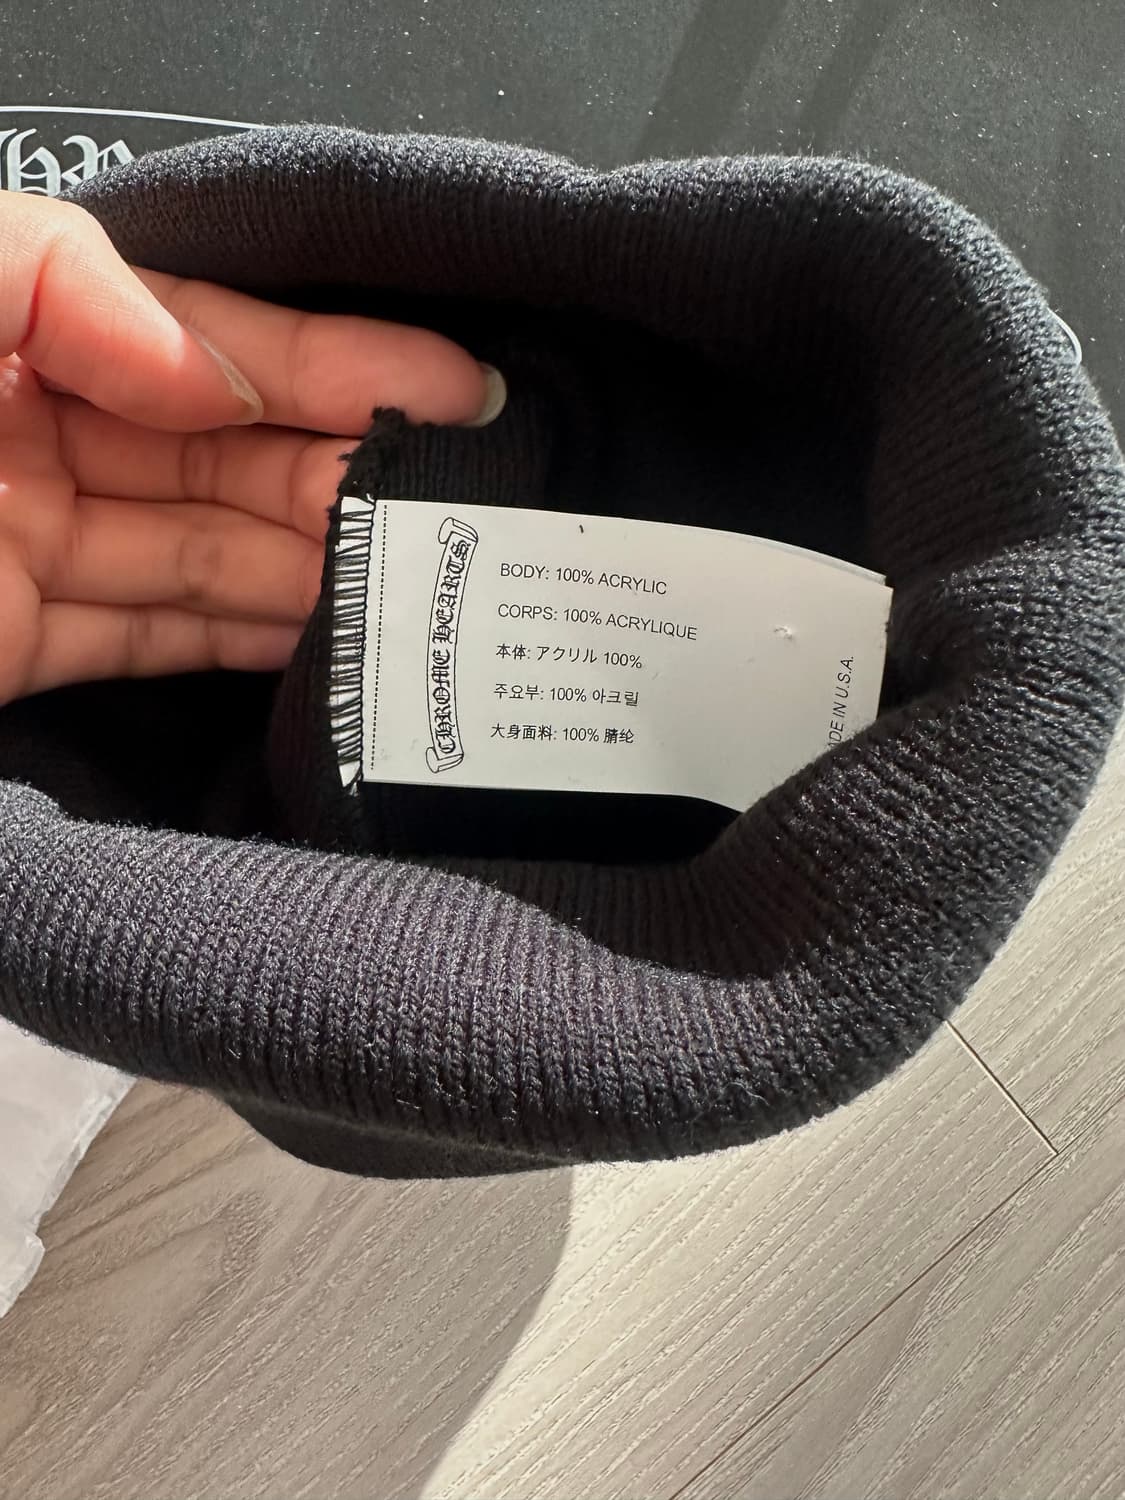 CHROME HEARTS
BODY: 100% ACRYLIC
CORPS: 100% ACRYLIQUE
本体: アクリル 100%
주요부: 100% 아크릴
大身面料: 100% 腈纶
IN U.S.A.